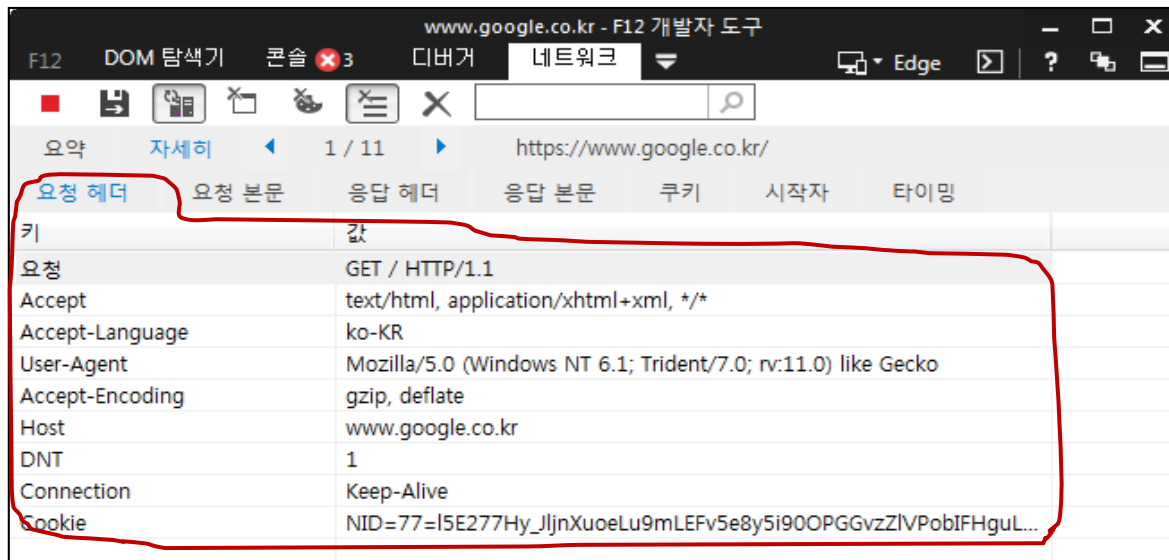 www.google.co.kr - F12 개발자 도구
F12 DOM 탐색기 콘솔 3 디버거 네트워크 Edge ?
요약 자세히 1 / 11 https://www.google.co.kr/
요청 헤더 요청 본문 응답 헤더 응답 본문 쿠키 시작자 타이밍
키 값
요청 GET / HTTP/1.1
Accept text/html, application/xhtml+xml, */*
Accept-Language ko-KR
User-Agent Mozilla/5.0 (Windows NT 6.1; Trident/7.0; rv:11.0) like Gecko
Accept-Encoding gzip, deflate
Host www.google.co.kr
DNT 1
Connection Keep-Alive
Cookie NID=77=l5E277Hy_JljnXuoeLu9mLEFv5e8y5i90OPGGvzZlVPobIFHguL...